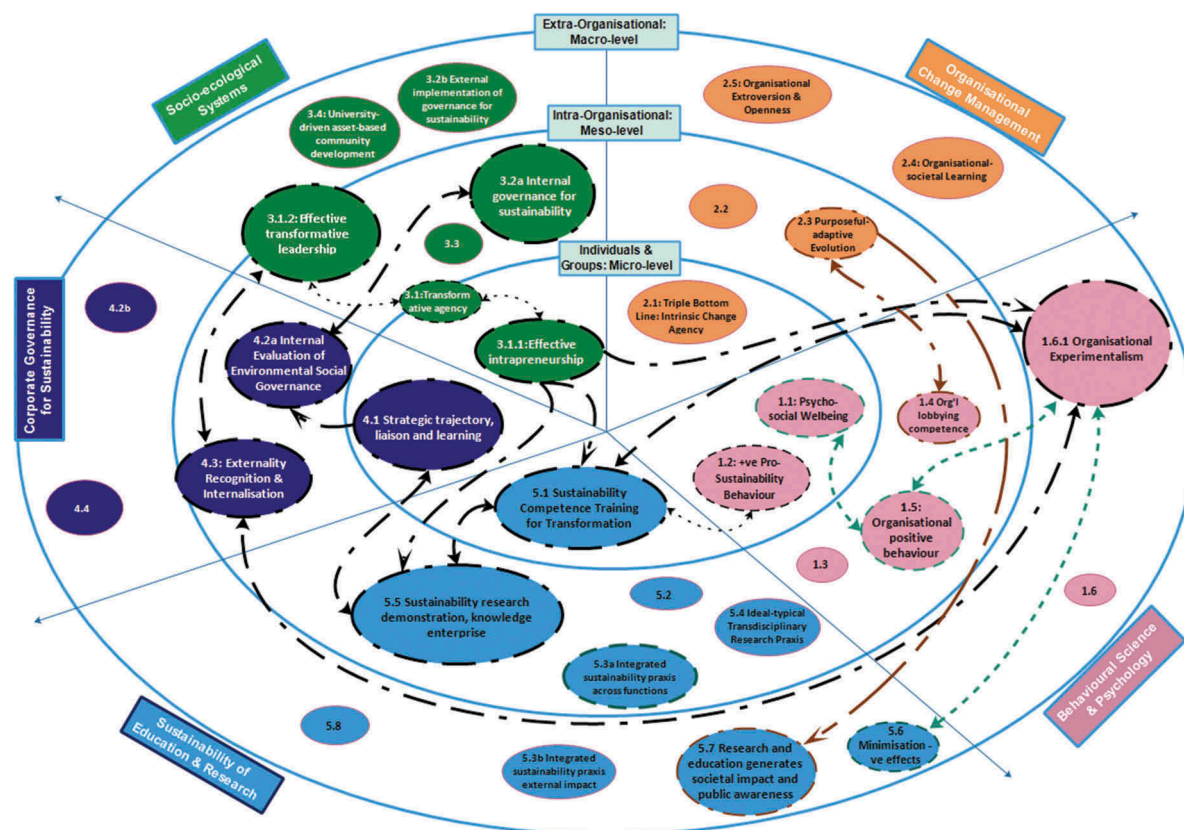 Extra-Organisational:
Macro-level
Socio-ecological
Systems
Organisational
Change Management
3.2b External
implementation of
governance for
sustainability
3.4: University-
driven asset-based
community
development
2.5: Organisational
Extroversion &
Openness
2.4: Organisational-
societal Learning
Intra-Organisational:
Meso-level
3.2a Internal
governance for
sustainability
3.1.2: Effective
transformative
leadership
3.3
2.2
2.3 Purposeful-
adaptive
Evolution
Individuals &
Groups: Micro-level
3.1:Transform
ative agency
2.1: Triple Bottom
Line: Intrinsic Change
Agency
3.1.1:Effective
intrapreneurship
Corporate Governance
for Sustainability
4.2b
4.2a Internal
Evaluation of
Environmental Social
Governance
4.1 Strategic trajectory,
liaison and learning
4.3: Externality
Recognition &
Internalisation
4.4
1.6.1 Organisational
Experimentalism
1.1: Psycho-
social Welbeing
1.4 Org'l
lobbying
competence
1.2: +ve Pro-
Sustainability
Behaviour
1.5:
Organisational
positive
behaviour
1.3
1.6
5.1 Sustainability
Competence Training
for Transformation
5.5 Sustainability research
demonstration, knowledge
enterprise
5.2
5.4 Ideal-typical
Transdisciplinary
Research Praxis
5.3a Integrated
sustainability praxis
across functions
Behavioural Science
& Psychology
Sustainability of
Education & Research
5.8
5.3b Integrated
sustainability praxis
external impact
5.7 Research and
education generates
societal impact and
public awareness
5.6
Minimisation -
ve effects